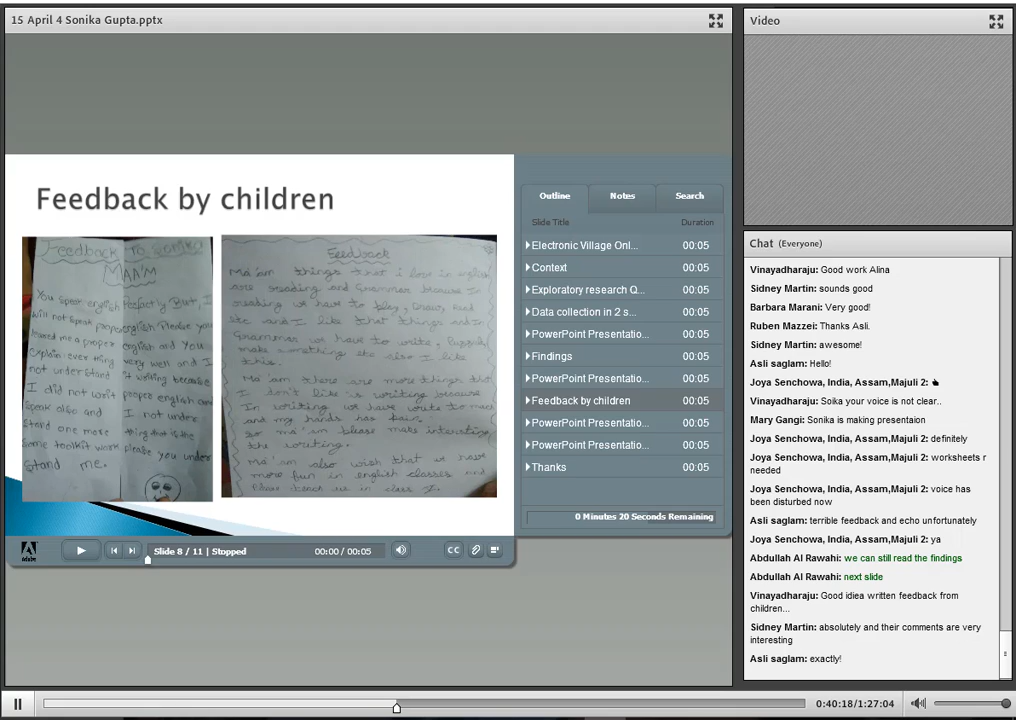 15 April 4 Sonika Gupta.pptx
Feedback by children
Feedback To Sonika
MAA'M
You speak english Perfectly But, I
will not speak proper english Please you
me a proper english and You
explain ever thing very well and I
not under stand it writing because
I did not writ proper english and
speak also and I not under
stand one more thing that is the
some toolkit work Please you under
stand me.
Feedback
Ma'am things that i love in english
are reading and Grammar because In
reading we have to play, Draw, Read
etc and I like that things and In
Grammar we have to write, Puzzels
make something etc also I like
this.
Ma'am there are more things that
I don't like is writing because
In writing we have write to more
and my hands has pain.
So ma'am please make interesting
the writing.
Ma'am also wish that we have
more fun in english classes and
Please teach us in class
Outline
Notes
Search
Slide Title
Duration
Electronic Village Onl... 00:05
Context 00:05
Exploratory research Q... 00:05
Data collection in 2 s... 00:05
PowerPoint Presentatio... 00:05
Findings 00:05
PowerPoint Presentatio... 00:05
Feedback by children 00:05
PowerPoint Presentatio... 00:05
PowerPoint Presentatio... 00:05
Thanks 00:05
0 Minutes 20 Seconds Remaining
Adobe
Slide 8 / 11 | Stopped
00:00 / 00:05
CC
Video
Chat (Everyone)
Vinayadharaju: Good work Alina
Sidney Martin: sounds good
Barbara Marani: Very good!
Ruben Mazzei: Thanks Asli.
Sidney Martin: awesome!
Asli saglam: Hello!
Joya Senchowa, India, Assam,Majuli 2:
Vinayadharaju: Soika your voice is not clear..
Mary Gangi: Sonika is making presentaion
Joya Senchowa, India, Assam,Majuli 2: definitely
Joya Senchowa, India, Assam,Majuli 2: worksheets r
needed
Joya Senchowa, India, Assam,Majuli 2: voice has
been disturbed now
Asli saglam: terrible feedback and echo unfortunately
Joya Senchowa, India, Assam,Majuli 2: ya
Abdullah Al Rawahi: we can still read the findings
Abdullah Al Rawahi: next slide
Vinayadharaju: Good idiea written feedback from
children...
Sidney Martin: absolutely and their comments are very
interesting
Asli saglam: exactly!
0:40:18/1:27:04